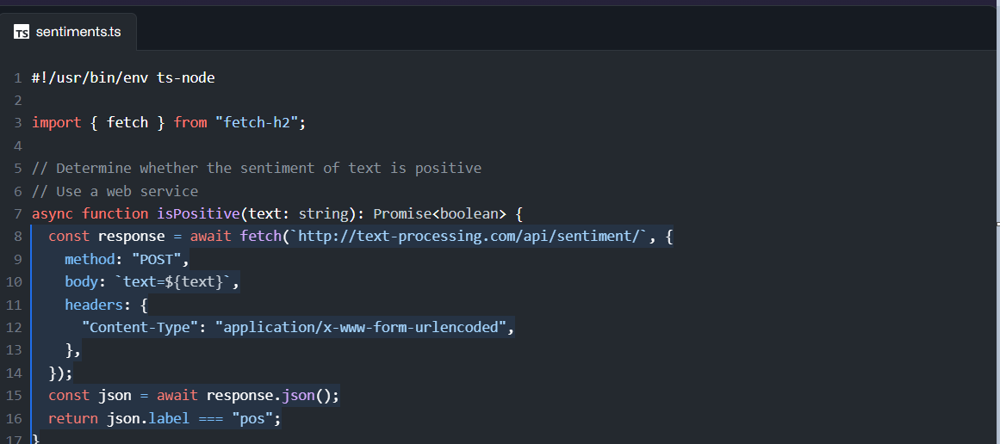 TS sentiments.ts
1 #!/usr/bin/env ts-node
2
3 import { fetch } from "fetch-h2";
4
5 // Determine whether the sentiment of text is positive
6 // Use a web service
7 async function isPositive(text: string): Promise<boolean> {
8   const response = await fetch(`http://text-processing.com/api/sentiment/`, {
9     method: "POST",
10     body: `text=${text}`,
11     headers: {
12       "Content-Type": "application/x-www-form-urlencoded",
13     },
14   });
15   const json = await response.json();
16   return json.label === "pos";
17 }